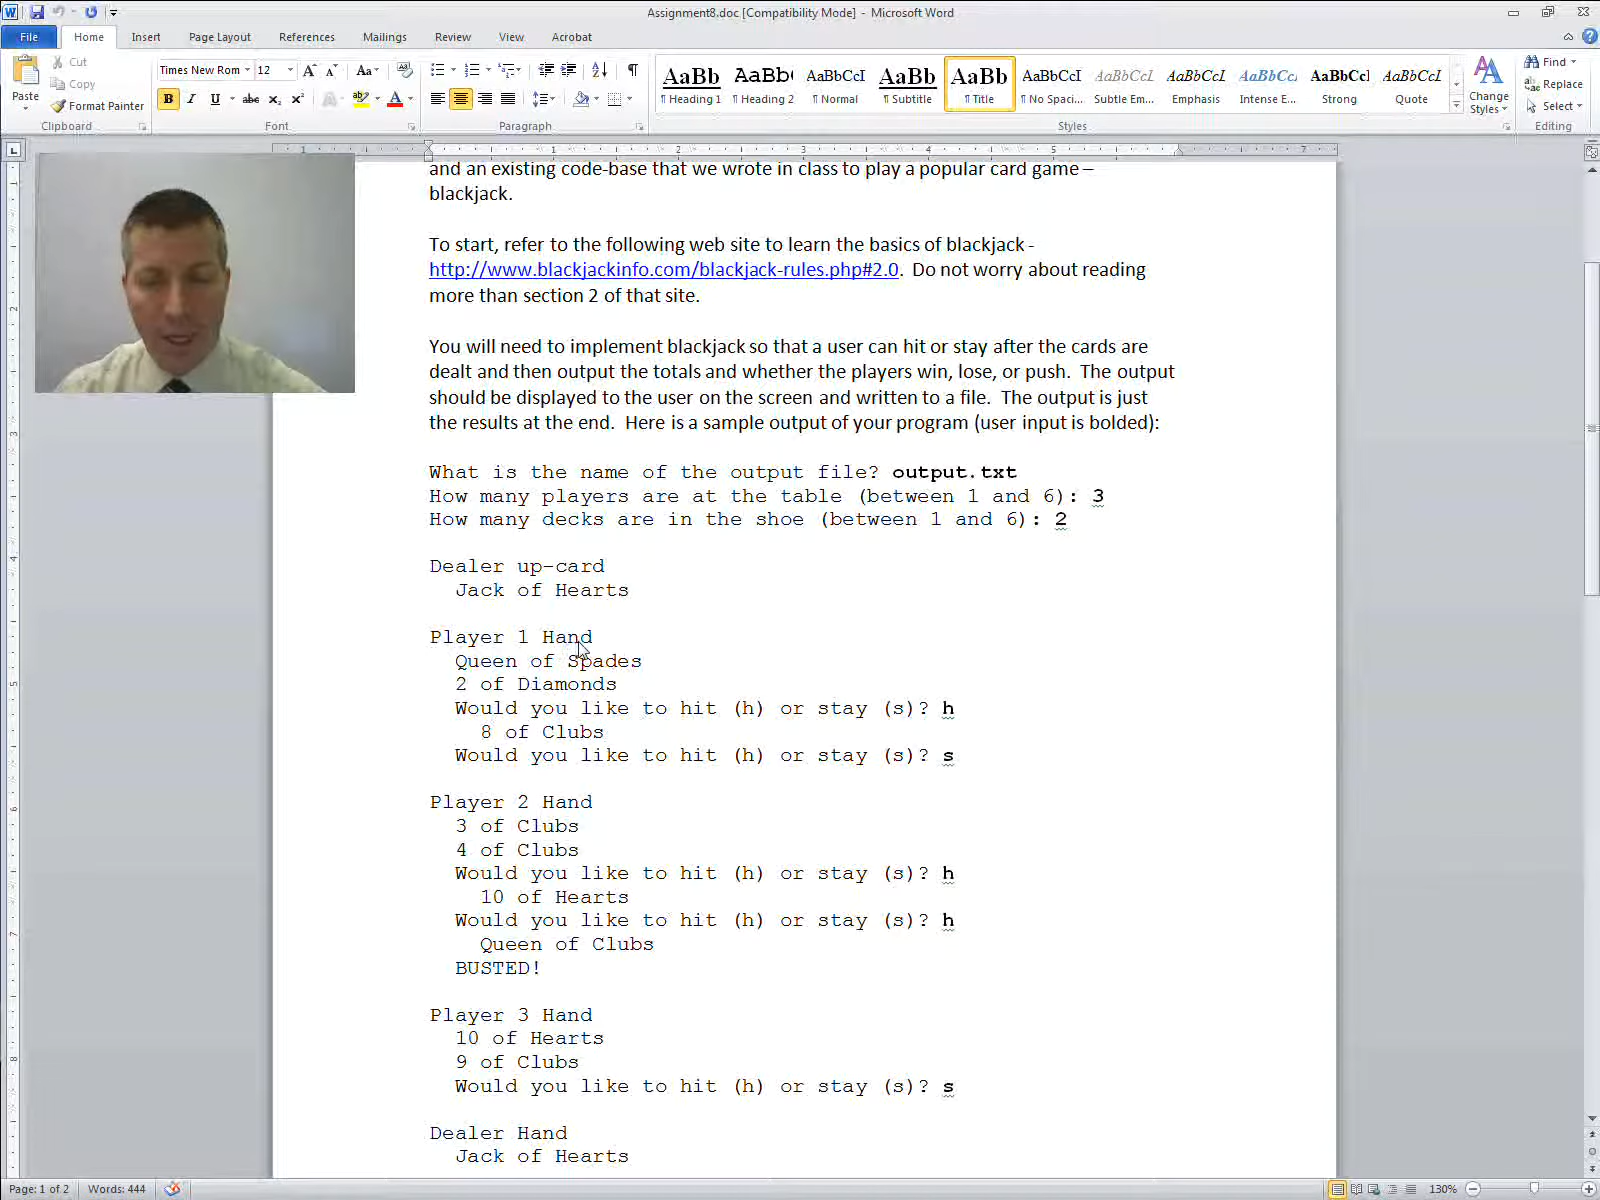 Assignment8.doc [Compatibility Mode] - Microsoft Word
File Home Insert Page Layout References Mailings Review View Acrobat
Paste
Cut
Copy
Format Painter
Clipboard
Times New Rom 12
Font
Paragraph
AaBb AaBb( AaBbCcI AaBb AaBb AaBbCcI AaBbCcI AaBbCcI AaBbCcI AaBbCcI AaBbCcI
¶ Heading 1 ¶ Heading 2 ¶ Normal ¶ Subtitle ¶ Title ¶ No Spaci... Subtle Em... Emphasis Intense E... Strong Quote
Styles
Change Styles
Find
Replace
Select
Editing
and an existing code-base that we wrote in class to play a popular card game –
blackjack.
To start, refer to the following web site to learn the basics of blackjack -
http://www.blackjackinfo.com/blackjack-rules.php#2.0. Do not worry about reading
more than section 2 of that site.
You will need to implement blackjack so that a user can hit or stay after the cards are
dealt and then output the totals and whether the players win, lose, or push. The output
should be displayed to the user on the screen and written to a file. The output is just
the results at the end. Here is a sample output of your program (user input is bolded):
What is the name of the output file? output.txt
How many players are at the table (between 1 and 6): 3
How many decks are in the shoe (between 1 and 6): 2
Dealer up-card
Jack of Hearts
Player 1 Hand
Queen of Spades
2 of Diamonds
Would you like to hit (h) or stay (s)? h
8 of Clubs
Would you like to hit (h) or stay (s)? s
Player 2 Hand
3 of Clubs
4 of Clubs
Would you like to hit (h) or stay (s)? h
10 of Hearts
Would you like to hit (h) or stay (s)? h
Queen of Clubs
BUSTED!
Player 3 Hand
10 of Hearts
9 of Clubs
Would you like to hit (h) or stay (s)? s
Dealer Hand
Jack of Hearts
Page: 1 of 2 Words: 444 130%